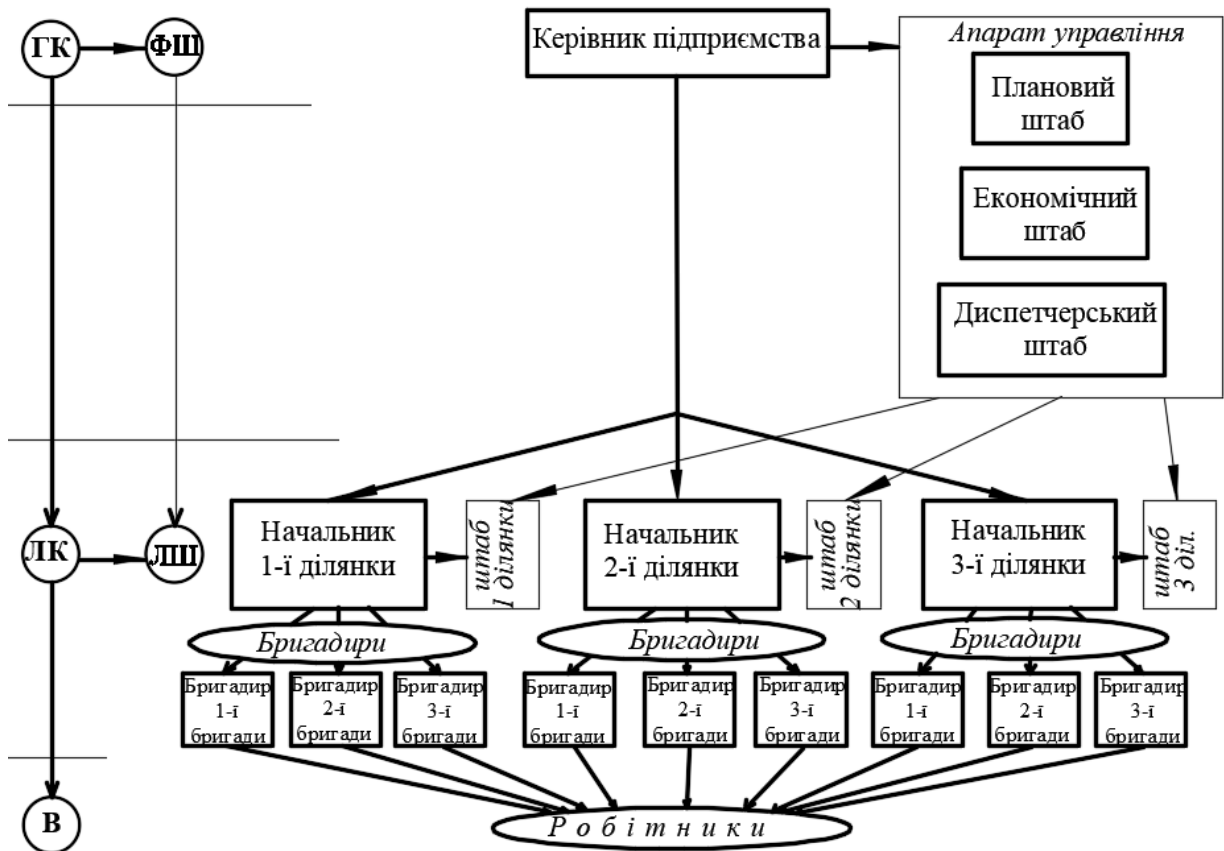 ГК
ФШ
Керівник підприємства
Апарат управління
Плановий
штаб
Економічний
штаб
Диспетчерський
штаб
ЛК
ЛШ
Начальник
1-ї ділянки
штаб
1 ділянки
Начальник
2-ї ділянки
штаб
2 ділянки
Начальник
3-ї ділянки
штаб
3 діл.
Бригадири
Бригадири
Бригадири
Бригадир
1-ї
бригади
Бригадир
2-ї
бригади
Бригадир
3-ї
бригади
Бригадир
1-ї
бригади
Бригадир
2-ї
бригади
Бригадир
3-ї
бригади
Бригадир
1-ї
бригади
Бригадир
2-ї
бригади
Бригадир
3-ї
бригади
В
Робітники